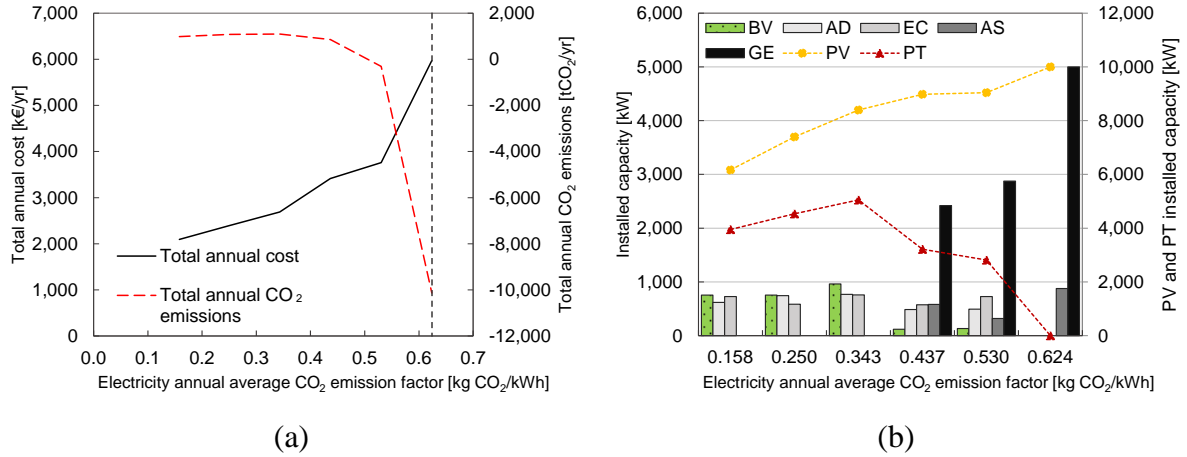 7,000
6,000
5,000
4,000
3,000
2,000
1,000
0
Total annual cost [k€/yr]
2,000
0
-2,000
-4,000
-6,000
-8,000
-10,000
-12,000
Total annual CO₂ emissions [tCO₂/yr]
Total annual cost
Total annual CO₂
emissions
0.0 0.1 0.2 0.3 0.4 0.5 0.6 0.7
Electricity annual average CO₂ emission factor [kg CO₂/kWh]
(a)
6,000
5,000
4,000
3,000
2,000
1,000
0
Installed capacity [kW]
BV AD EC AS
GE PV PT
12,000
10,000
8,000
6,000
4,000
2,000
0
PV and PT installed capacity [kW]
0.158 0.250 0.343 0.437 0.530 0.624
Electricity annual average CO₂ emission factor [kg CO₂/kWh]
(b)